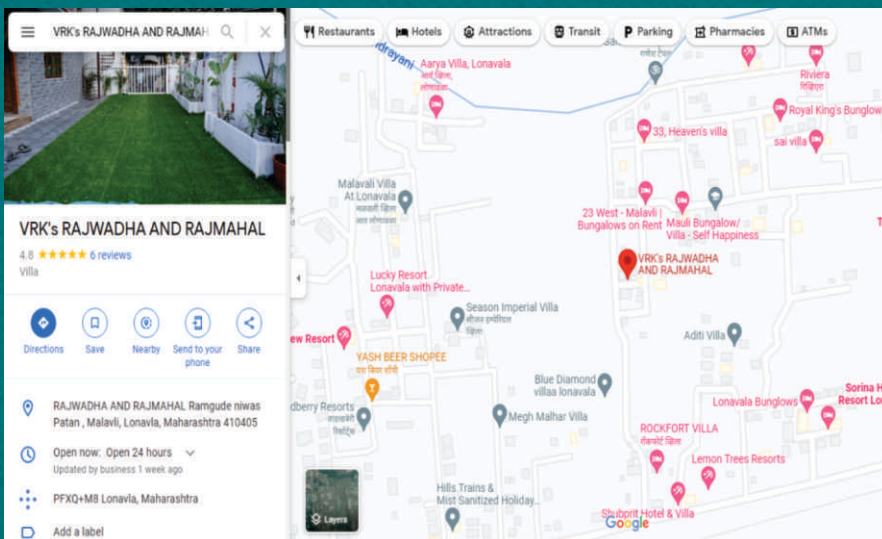 VRK's RAJWADHA AND RAJMAH
Restaurants
Hotels
Attractions
Transit
Parking
Pharmacies
ATMs
VRK's RAJWADHA AND RAJMAHAL
4.8
6 reviews
Villa
Directions
Save
Nearby
Send to your
phone
Share
RAJWADHA AND RAJMAHAL Ramgude niwas
Patan , Malavli, Lonavla, Maharashtra 410405
Open now: Open 24 hours
Updated by business 1 week ago
PFXQ+M8 Lonavla, Maharashtra
Add a label
drayani
Aarya Villa, Lonavala
Riviera
Royal King's Bunglow
33, Heaven's villa
sai villa
Malavali Villa
At Lonavala
23 West - Malavli |
Bungalows on Rent
Mauli Bungalow/
Villa - Self Happiness
VRK's RAJWADHA
AND RAJMAHAL
Lucky Resort
Lonavala with Private...
Season Imperial Villa
ew Resort
Aditi Villa
YASH BEER SHOPEE
Blue Diamond
villaa lonavala
Sorina H
Resort Lo
Lonavala Bunglows
dberry Resorts
Megh Malhar Villa
ROCKFORT VILLA
Lemon Trees Resorts
Hills Trains &
Mist Sanitized Holiday...
Shubprit Hotel & Villa
Layers
Google